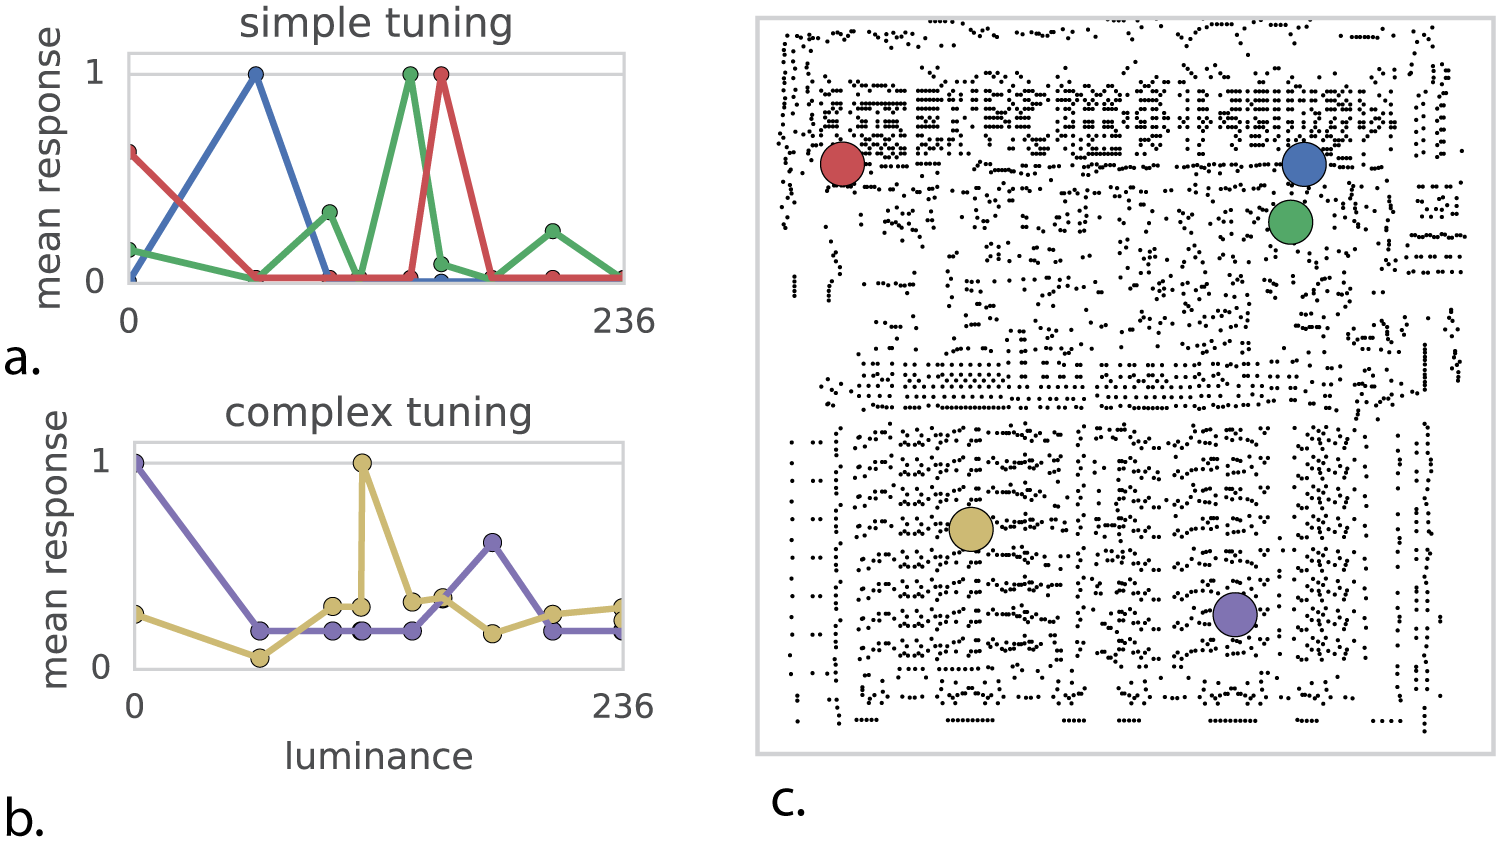 simple tuning
mean response
1
0
0
236
a.
complex tuning
mean response
1
0
0
236
luminance
b.
c.